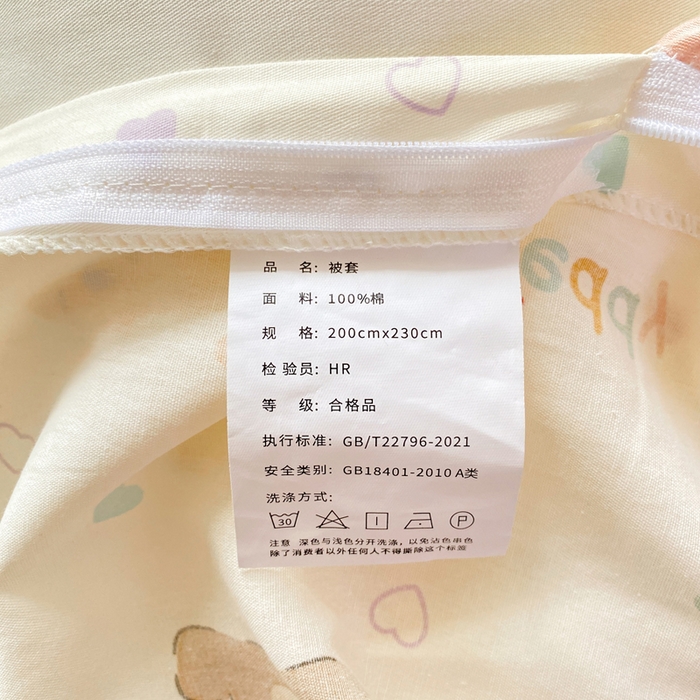 品 名: 被套
面 料: 100%棉
规 格: 200cmx230cm
检验员: HR
等 级: 合格品
执行标准: GB/T22796-2021
安全类别: GB18401-2010 A类
洗涤方式:
30 P
注意 深色与浅色分开洗涤,以免沾色串色
除了消费者以外任何人不得撕除这个标签